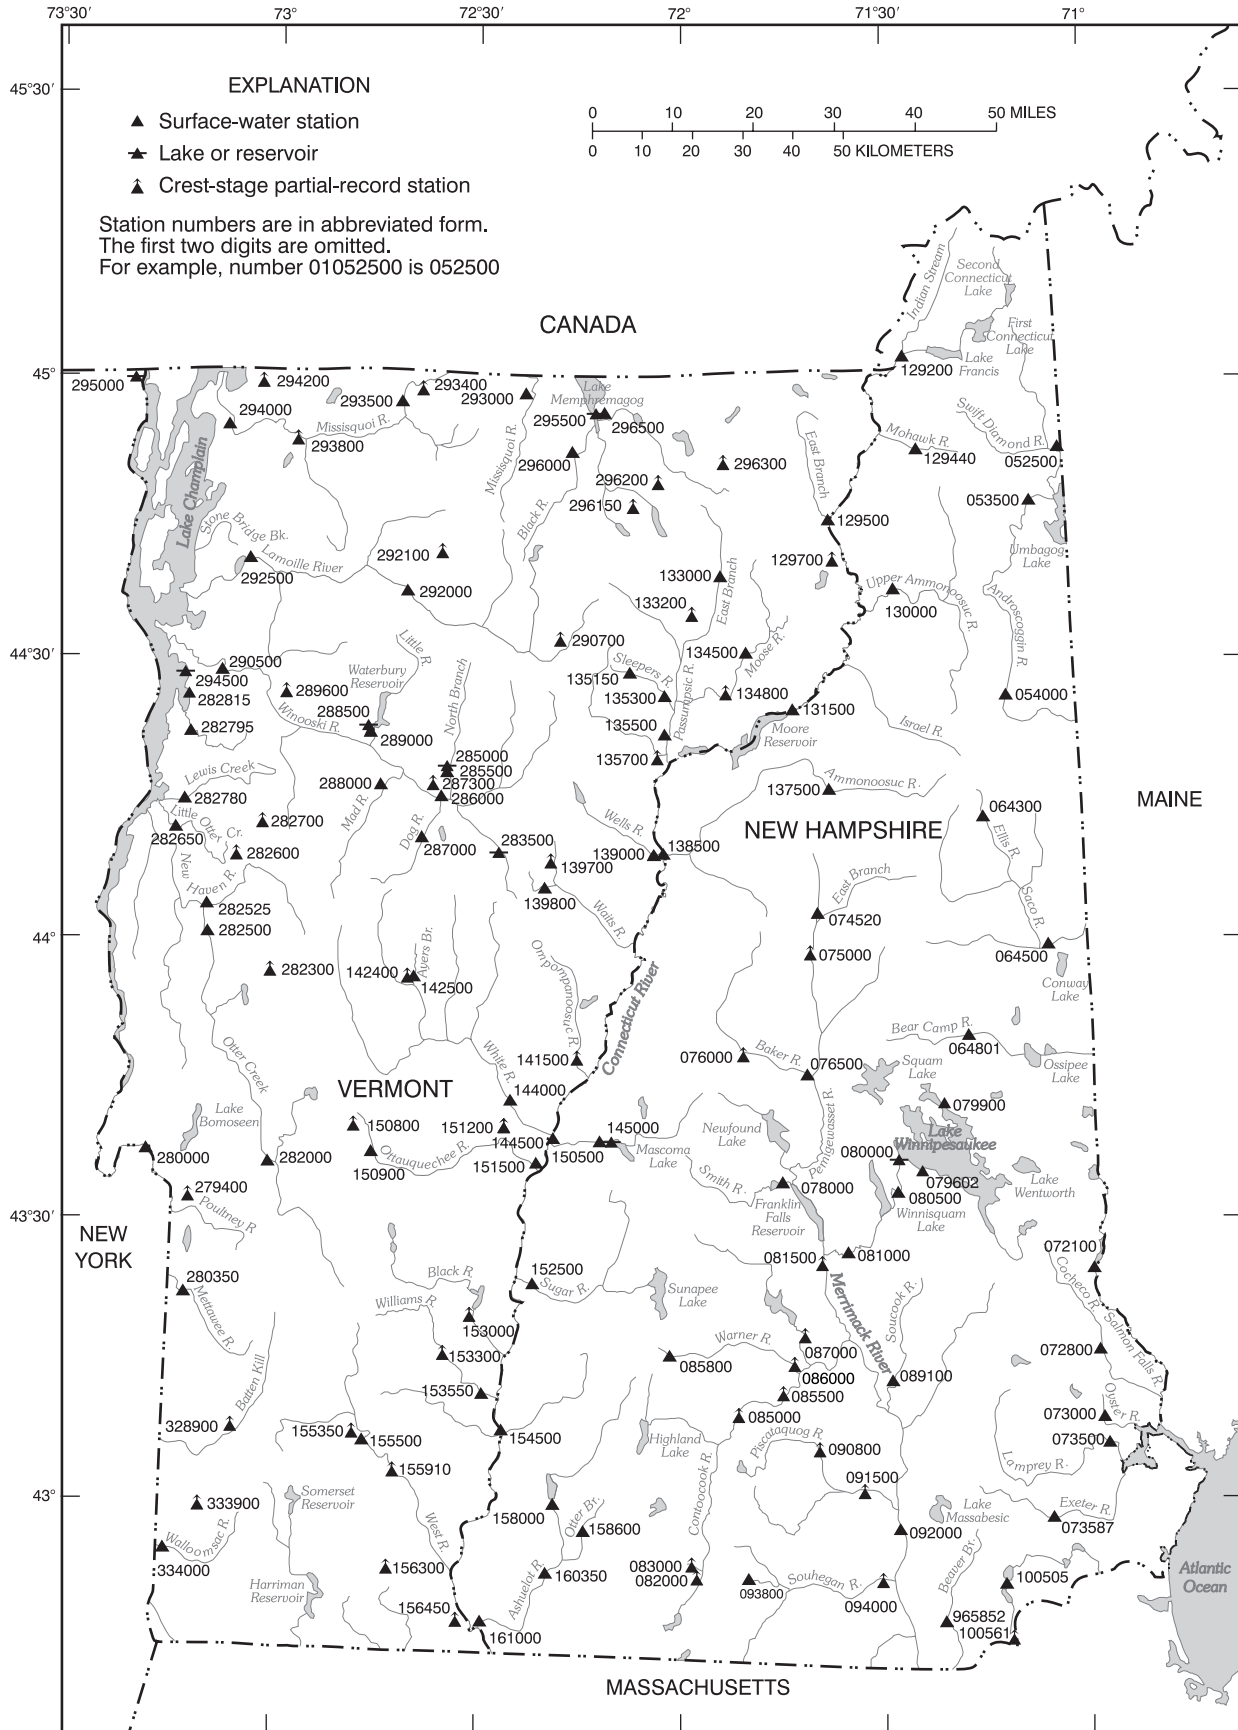 73°30′ 73° 72°30′ 72° 71°30′ 71°
45°30′
EXPLANATION
Surface-water station
Lake or reservoir
Crest-stage partial-record station
Station numbers are in abbreviated form.
The first two digits are omitted.
For example, number 01052500 is 052500
0 10 20 30 40 50 MILES
0 10 20 30 40 50 KILOMETERS
CANADA
Indian Stream
Second
Connecticut
Lake
First
Connecticut
Lake
Lake
Francis
129200
45°
295000
294200
293400
293500
293000
Lake
Memphremagog
294000
Missisquoi R.
293800
295500
296500
Missisquoi R.
296000
296300
296200
296150
Black R.
East Branch
Mohawk R.
129440
Swift Diamond R.
052500
053500
Umbagog
Lake
Lake Champlain
Stone Bridge Bk.
Lamoille River
292500
292100
292000
129500
129700
133000
133200
East Branch
Upper Ammonoosuc R.
130000
Androscoggin R.
44°30′
290500
294500
282815
289600
282795
Winooski R.
Waterbury
Reservoir
Little R.
North Branch
288500
289000
290700
Sleepers R.
135150
135300
135500
135700
Passumpsic R.
134500
Moose R.
134800
131500
Moore
Reservoir
Israel R.
054000
Lewis Creek
282780
Little Otter
Cr.
282650
282700
282600
288000
Mad R.
285000
285500
287300
286000
Dog R.
287000
283500
139700
139800
Wells R.
139000
138500
Waits R.
137500
Ammonoosuc R.
NEW HAMPSHIRE
MAINE
064300
Ellis R.
Saco R.
New
Haven R.
282525
282500
44°
282300
142400
142500
Ayers Br.
Ompompanoosuc R.
141500
Connecticut River
East Branch
074520
075000
064500
Conway
Lake
Bear Camp R.
064801
Ossipee
Lake
076000
Baker R.
076500
Squam
Lake
Otter Creek
VERMONT
White R.
144000
Lake
Bomoseen
150800
151200
144500
145000
150500
Mascoma
Lake
Newfound
Lake
Pemigewasset R.
079900
Lake
Winnipesaukee
080000
079602
080500
280000
282000
150900
Ottauquechee R.
151500
Smith R.
078000
Franklin
Falls
Reservoir
Winnisquam
Lake
Lake
Wentworth
43°30′
279400
Poultney R.
NEW
YORK
280350
Mettawee R.
Black R.
Williams R.
153000
152500
Sugar R.
Sunapee
Lake
081500
081000
Merrimack River
Soucook R.
072100
Cocheco R.
Salmon Falls R.
153300
153550
Warner R.
085800
087000
086000
085500
085000
089100
072800
Batten Kill
328900
155350
155500
154500
155910
Highland
Lake
Piscataquog R.
090800
Contoocook R.
073000
Oyster R.
073500
Lamprey R.
43°
333900
Walloomsac R.
334000
Somerset
Reservoir
West R.
158000
Otter Br.
158600
091500
092000
Lake
Massabesic
Exeter R.
073587
Harriman
Reservoir
156300
156450
161000
Ashuelot R.
160350
083000
082000
093800
Souhegan R.
094000
Beaver Br.
965852
100505
100561
Atlantic
Ocean
MASSACHUSETTS